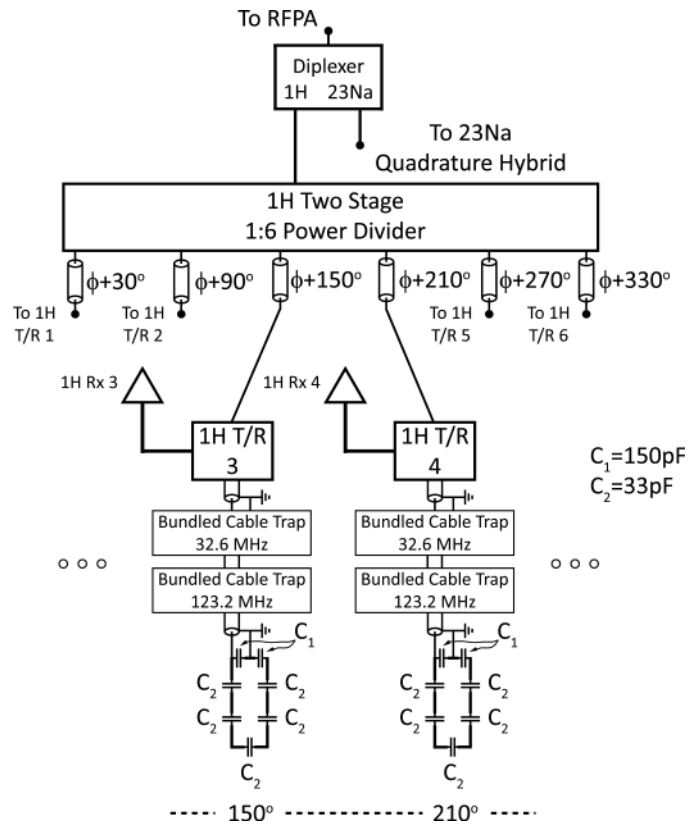 To RFPA
Diplexer
1H 23Na
To 23Na
Quadrature Hybrid
1H Two Stage
1:6 Power Divider
ϕ+30° ϕ+90° ϕ+150° ϕ+210° ϕ+270° ϕ+330°
To 1H To 1H To 1H To 1H
T/R 1 T/R 2 T/R 5 T/R 6
1H Rx 3 1H Rx 4
1H T/R 1H T/R
3 4
C₁=150pF
C₂=33pF
Bundled Cable Trap Bundled Cable Trap
32.6 MHz 32.6 MHz
Bundled Cable Trap Bundled Cable Trap
123.2 MHz 123.2 MHz
C₁ C₁
C₂ C₂ C₂ C₂
C₂ C₂ C₂ C₂
C₂ C₂
150° 210°